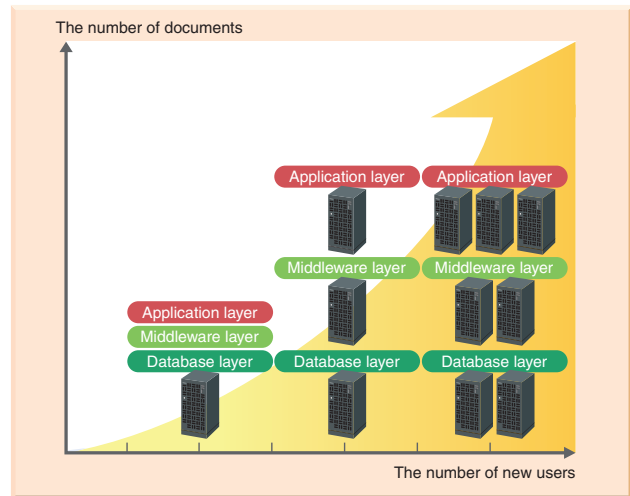 The number of documents
Application layer
Application layer
Middleware layer
Middleware layer
Application layer
Middleware layer
Database layer
Database layer
Database layer
The number of new users